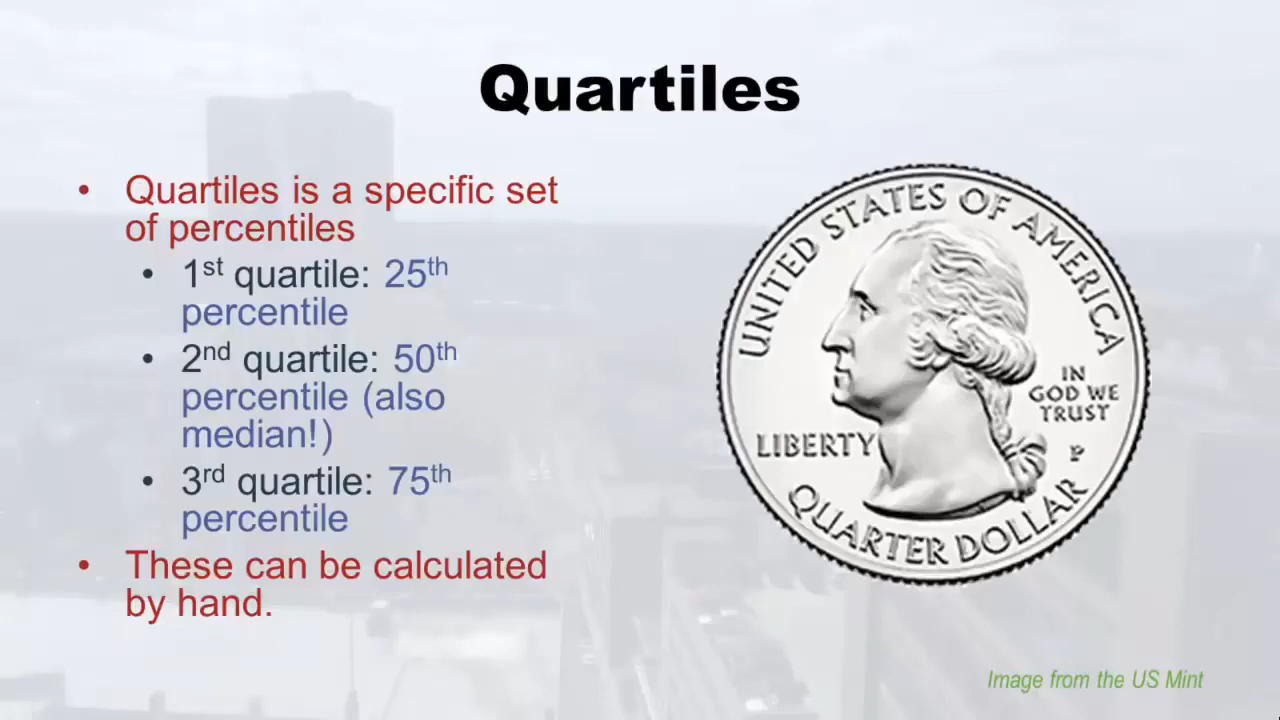 Quartiles
• Quartiles is a specific set
of percentiles
• 1st quartile: 25th
percentile
• 2nd quartile: 50th
percentile (also
median!)
• 3rd quartile: 75th
percentile
• These can be calculated
by hand.
UNITED STATES OF AMERICA
IN
GOD WE
TRUST
LIBERTY
P
QUARTER DOLLAR
Image from the US Mint